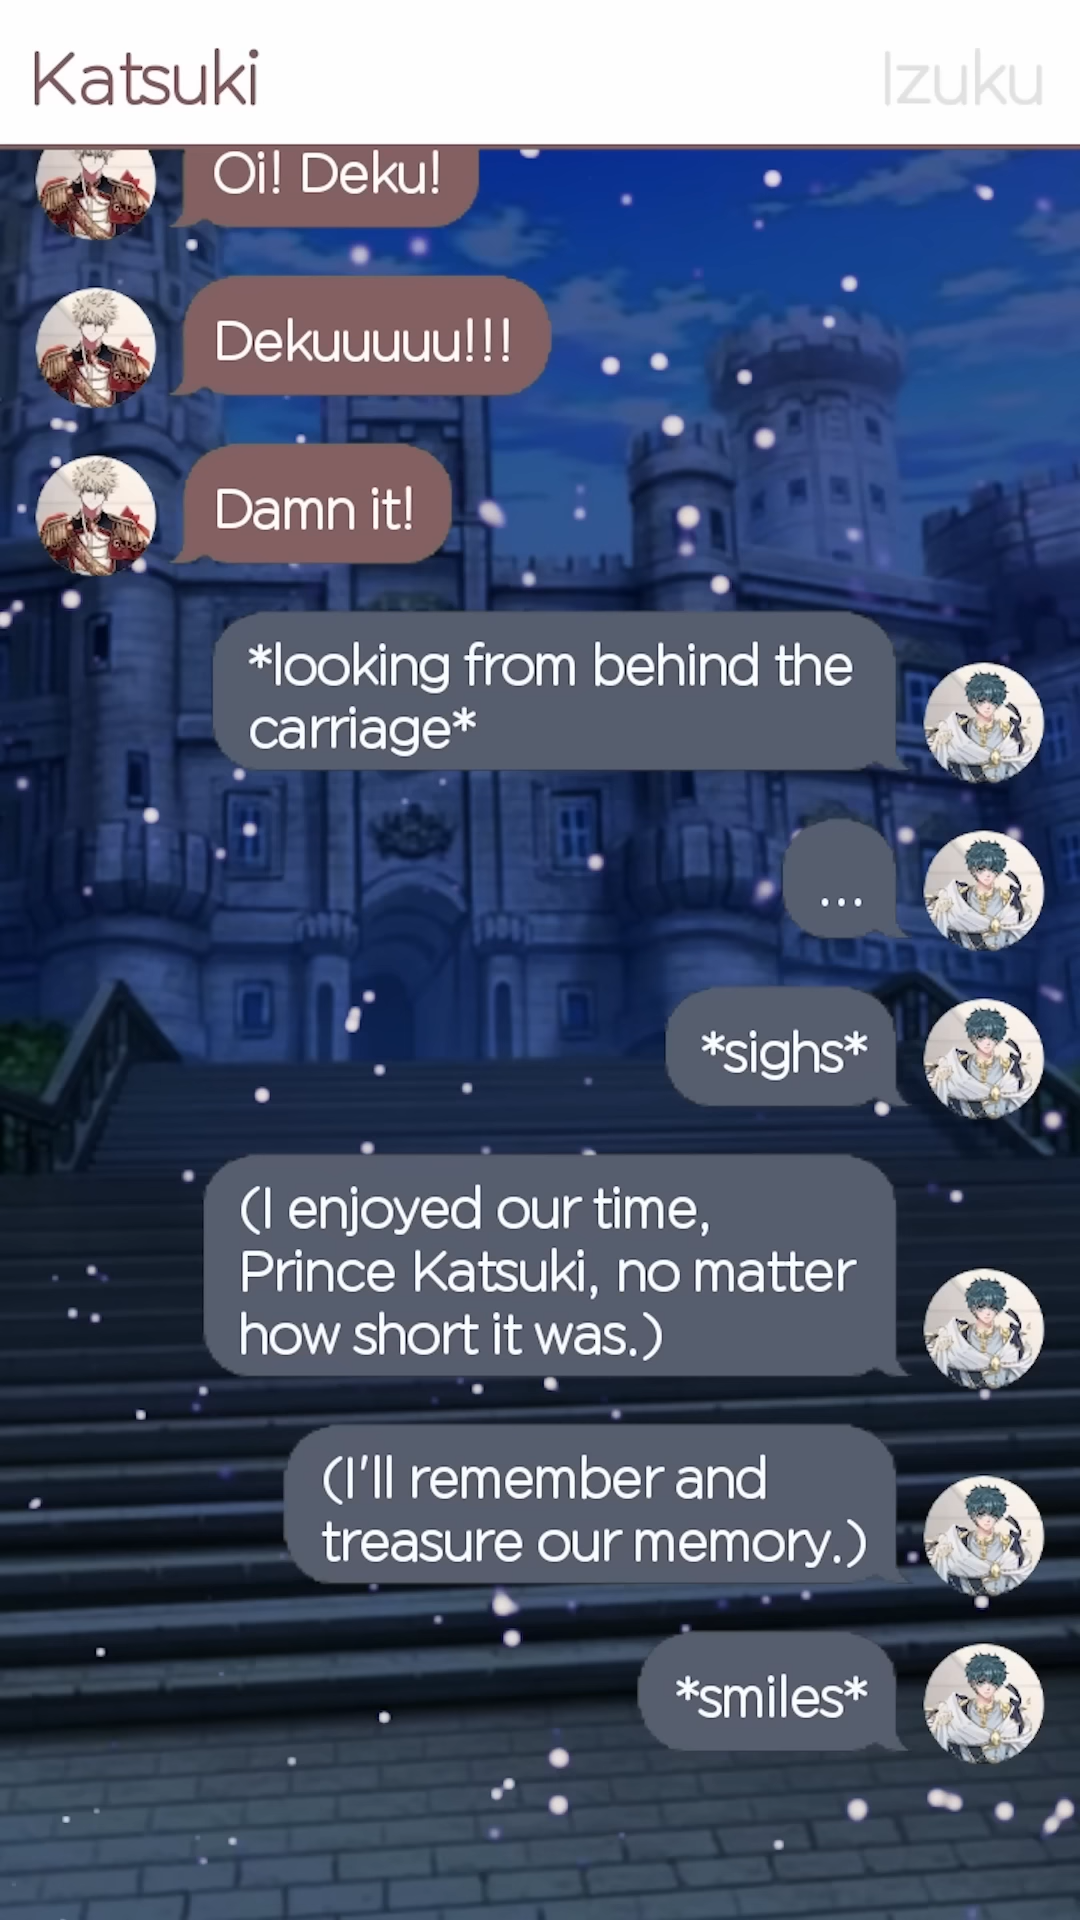 Katsuki
Izuku
Oi! Deku!
Dekuuuuu!!!
Damn it!
*looking from behind the
carriage*
...
*sighs*
(I enjoyed our time,
Prince Katsuki, no matter
how short it was.)
(I'll remember and
treasure our memory.)
*smiles*